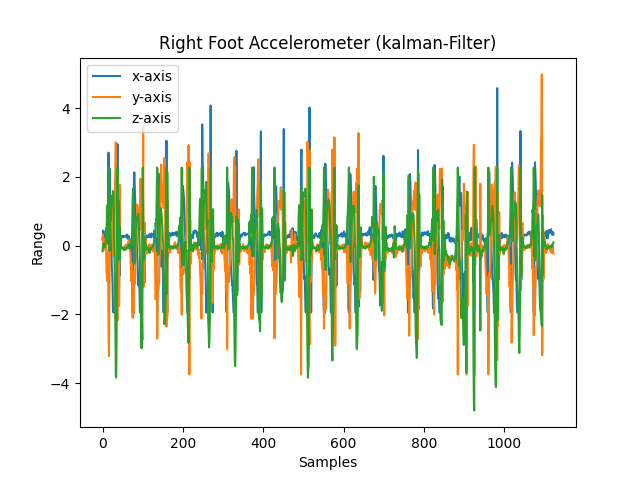 Right Foot Accelerometer (kalman-Filter)
x-axis
y-axis
z-axis
Range
4
2
0
−2
−4
0 200 400 600 800 1000
Samples